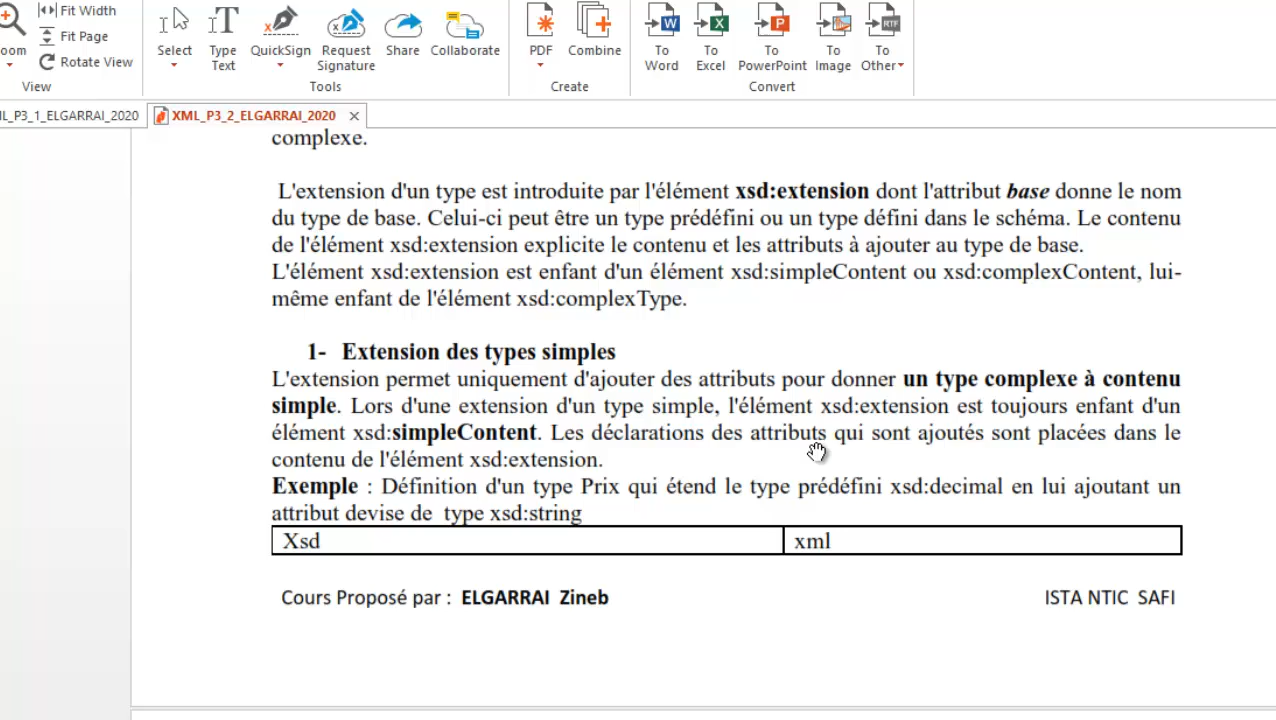 Fit Width
Fit Page
Rotate View
View
Select
Type Text
QuickSign
Request Signature
Share
Collaborate
Tools
PDF
Combine
Create
To Word
To Excel
To PowerPoint
To Image
To Other
Convert
XML_P3_2_ELGARRAI_2020
complexe.
L'extension d'un type est introduite par l'élément xsd:extension dont l'attribut base donne le nom
du type de base. Celui-ci peut être un type prédéfini ou un type défini dans le schéma. Le contenu
de l'élément xsd:extension explicite le contenu et les attributs à ajouter au type de base.
L'élément xsd:extension est enfant d'un élément xsd:simpleContent ou xsd:complexContent, lui-
même enfant de l'élément xsd:complexType.
1- Extension des types simples
L'extension permet uniquement d'ajouter des attributs pour donner un type complexe à contenu
simple. Lors d'une extension d'un type simple, l'élément xsd:extension est toujours enfant d'un
élément xsd:simpleContent. Les déclarations des attributs qui sont ajoutés sont placées dans le
contenu de l'élément xsd:extension.
Exemple : Définition d'un type Prix qui étend le type prédéfini xsd:decimal en lui ajoutant un
attribut devise de type xsd:string
Xsd
xml
Cours Proposé par : ELGARRAI Zineb
ISTA NTIC SAFI